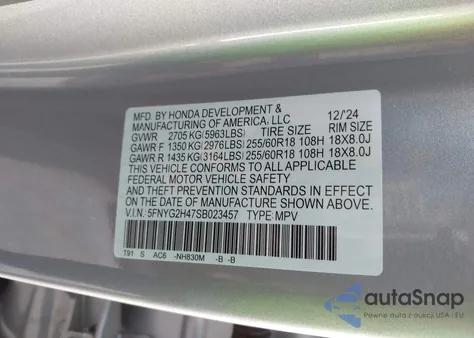 MFD. BY HONDA DEVELOPMENT &
MANUFACTURING OF AMERICA, LLC 12/'24
GVWR 2705 KG(5963LBS) TIRE SIZE RIM SIZE
GAWR F 1350 KG(2976LBS) 255/60R18 108H 18X8.0J
GAWR R 1435 KG(3164LBS) 255/60R18 108H 18X8.0J
THIS VEHICLE CONFORMS TO ALL APPLICABLE
FEDERAL MOTOR VEHICLE SAFETY
AND THEFT PREVENTION STANDARDS IN EFFECT
ON THE DATE OF MANUFACTURE SHOWN ABOVE.
V.I.N.: 5FNYG2H47SB023457 TYPE: MPV
T91 S AC6 -NH830M -B -B
autoSnap
Pewne auta z aukcji USA i EU